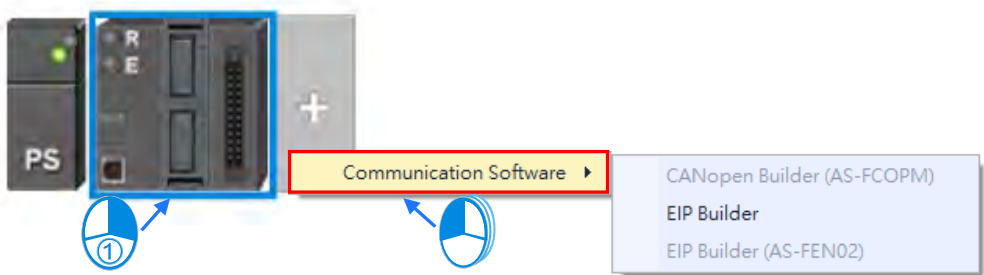 R
E
+
PS
Communication Software
CANopen Builder (AS-FCOPM)
EIP Builder
EIP Builder (AS-FEN02)
1